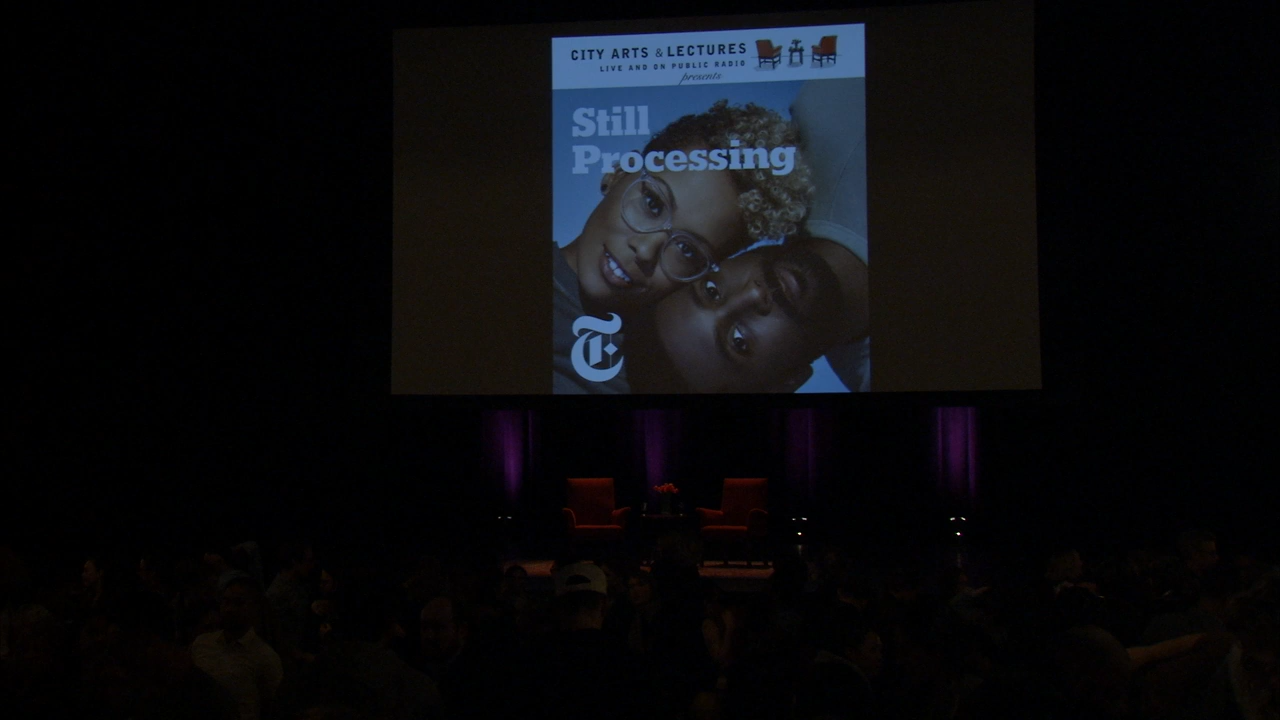 CITY ARTS & LECTURES
LIVE AND ON PUBLIC RADIO
presents
Still
Processing
T